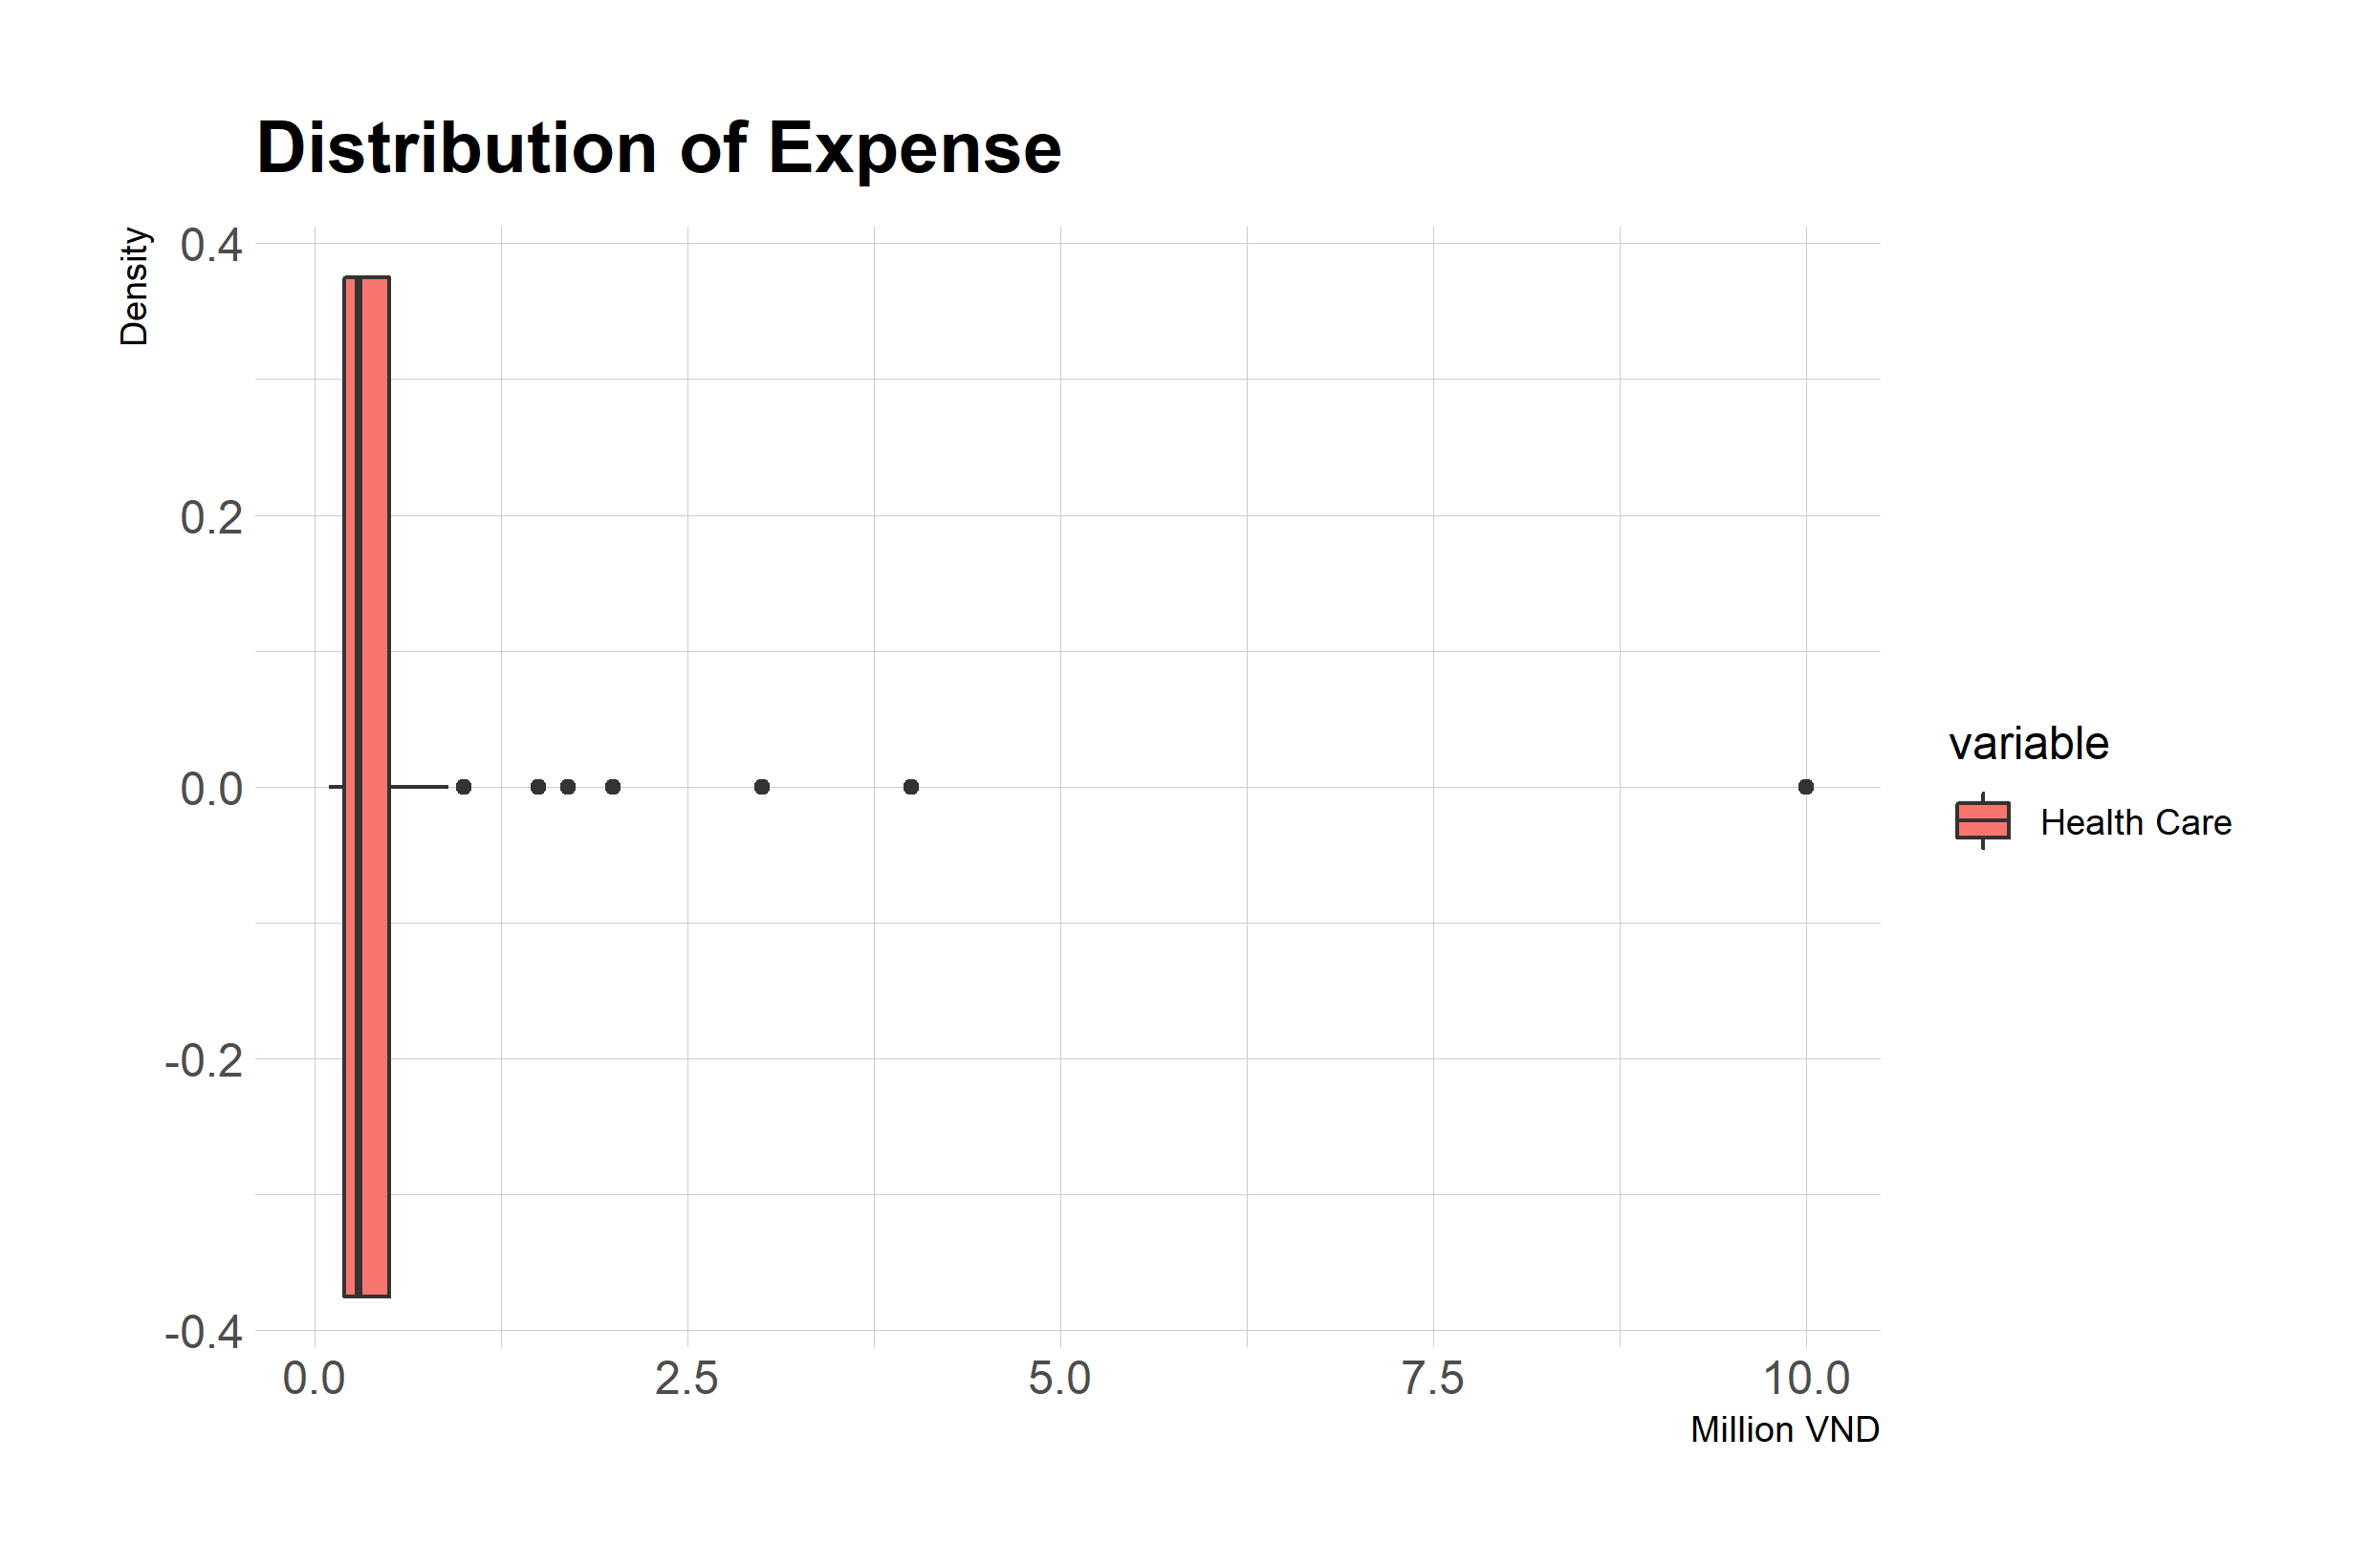 Distribution of Expense
Density
0.4
0.2
0.0
-0.2
-0.4
0.0 2.5 5.0 7.5 10.0
Million VND
variable
Health Care